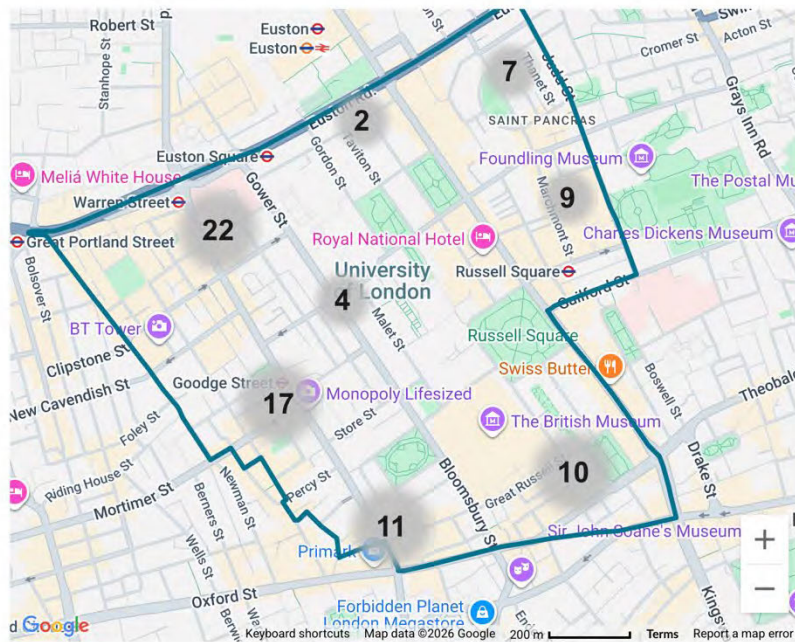 Robert St
Euston
Euston
Stanhope St
Cromer St
Acton St
Judd St
Thanet St
7
Grays Inn Rd
SAINT PANCRAS
2
Euston Rd
Euston Square
Gordon St
Taviton St
Foundling Museum
Meliá White House
Warren Street
Gower St
The Postal Mu
Marchmont St
9
22
Great Portland Street
Royal National Hotel
Charles Dickens Museum
Bolsover St
University
of London
Russell Square
4
Guilford St
BT Tower
Malet St
Russell Square
Clipstone St
Swiss Butter
Boswell St
Theobald
New Cavendish St
Goodge Street
Monopoly Lifesized
17
Foley St
Store St
The British Museum
Drake St
Riding House St
Mortimer St
Newman St
Berners St
Percy St
Bloomsbury St
Great Russell St
10
11
Wells St
Primark
Sir John Soane's Museum
Oxford St
Berw
Wa
Forbidden Planet
London Megastore
Kings
+
−
Google
Keyboard shortcuts
Map data ©2026 Google
200 m
Terms
Report a map error